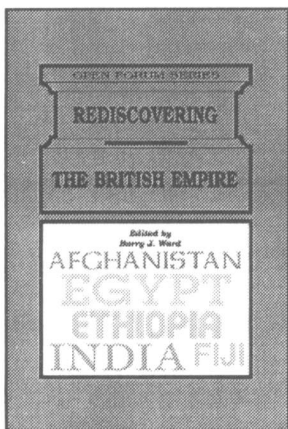 OPEN FORUM SERIES
REDISCOVERING
THE BRITISH EMPIRE
Edited by
Barry J. Ward
AFGHANISTAN
EGYPT
ETHIOPIA
INDIA FIJI